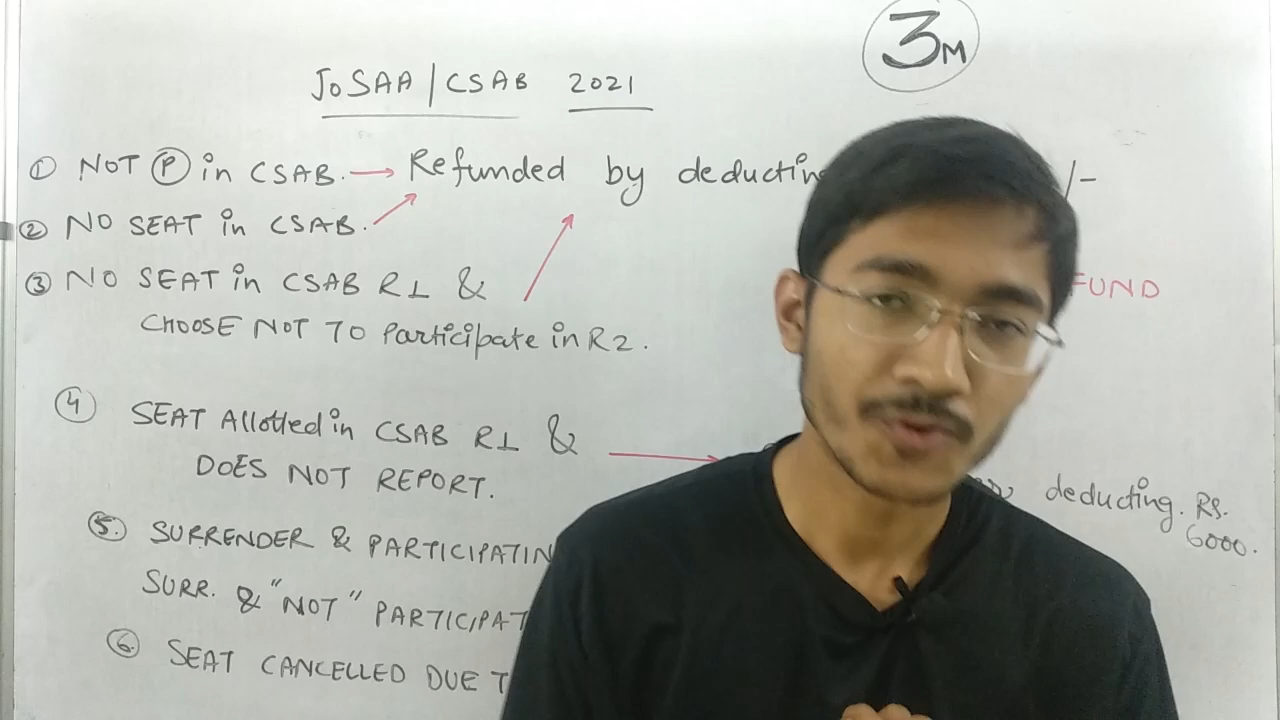 3M
JoSAA/CSAB 2021
① NOT Ⓟ in CSAB. → Refunded by deducting /-
② NO SEAT in CSAB.
③ NO SEAT in CSAB R1 &
FUND
CHOOSE NOT TO Participate in R2.
④ SEAT Allotted in CSAB R1 &
DOES NOT REPORT.
deducting. RS.
6000.
⑤ SURRENDER & PARTICIPATIN
SURR. & "NOT" PARTICIPAT
⑥ SEAT CANCELLED DUE T